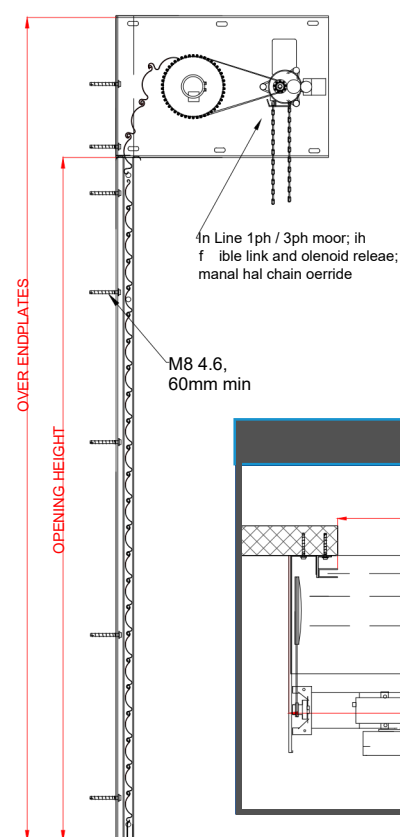 In Line 1ph / 3ph moor; ih
f ible link and olenoid releae;
manal hal chain oerride
OVER ENDPLATES
M8 4.6,
60mm min
OPENING HEIGHT